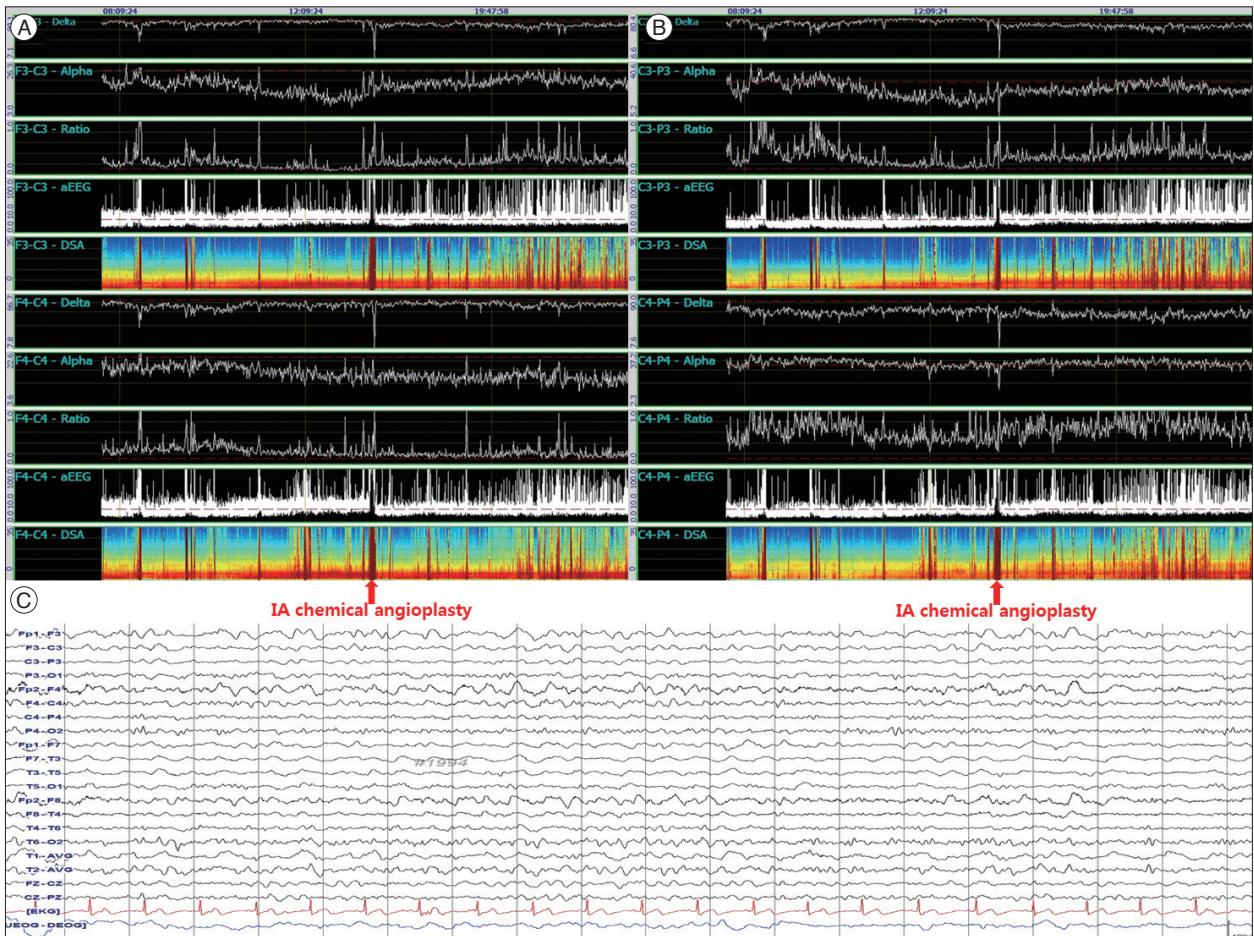 A
08:09:24 12:09:24 19:47:58
F3-C3 - Alpha
F3-C3 - Ratio
F3-C3 - aEEG
F3-C3 - DSA
F4-C4 - Delta
F4-C4 - Alpha
F4-C4 - Ratio
F4-C4 - aEEG
F4-C4 - DSA
IA chemical angioplasty
B
08:09:24 12:09:24 19:47:58
C3-P3 - Alpha
C3-P3 - Ratio
C3-P3 - aEEG
C3-P3 - DSA
C4-P4 - Delta
C4-P4 - Alpha
C4-P4 - Ratio
C4-P4 - aEEG
C4-P4 - DSA
IA chemical angioplasty
C
Fp1-F3
F3-C3
C3-P3
P3-O1
Fp2-F4
F4-C4
C4-P4
P4-O2
Fp1-F7
F7-T3
#1994
T3-T5
T5-O1
Fp2-F8
F8-T4
T4-T6
T6-O2
T1-AVG
T2-AVG
FZ-CZ
CZ-PZ
[EKG]
UEOG-DEOG]